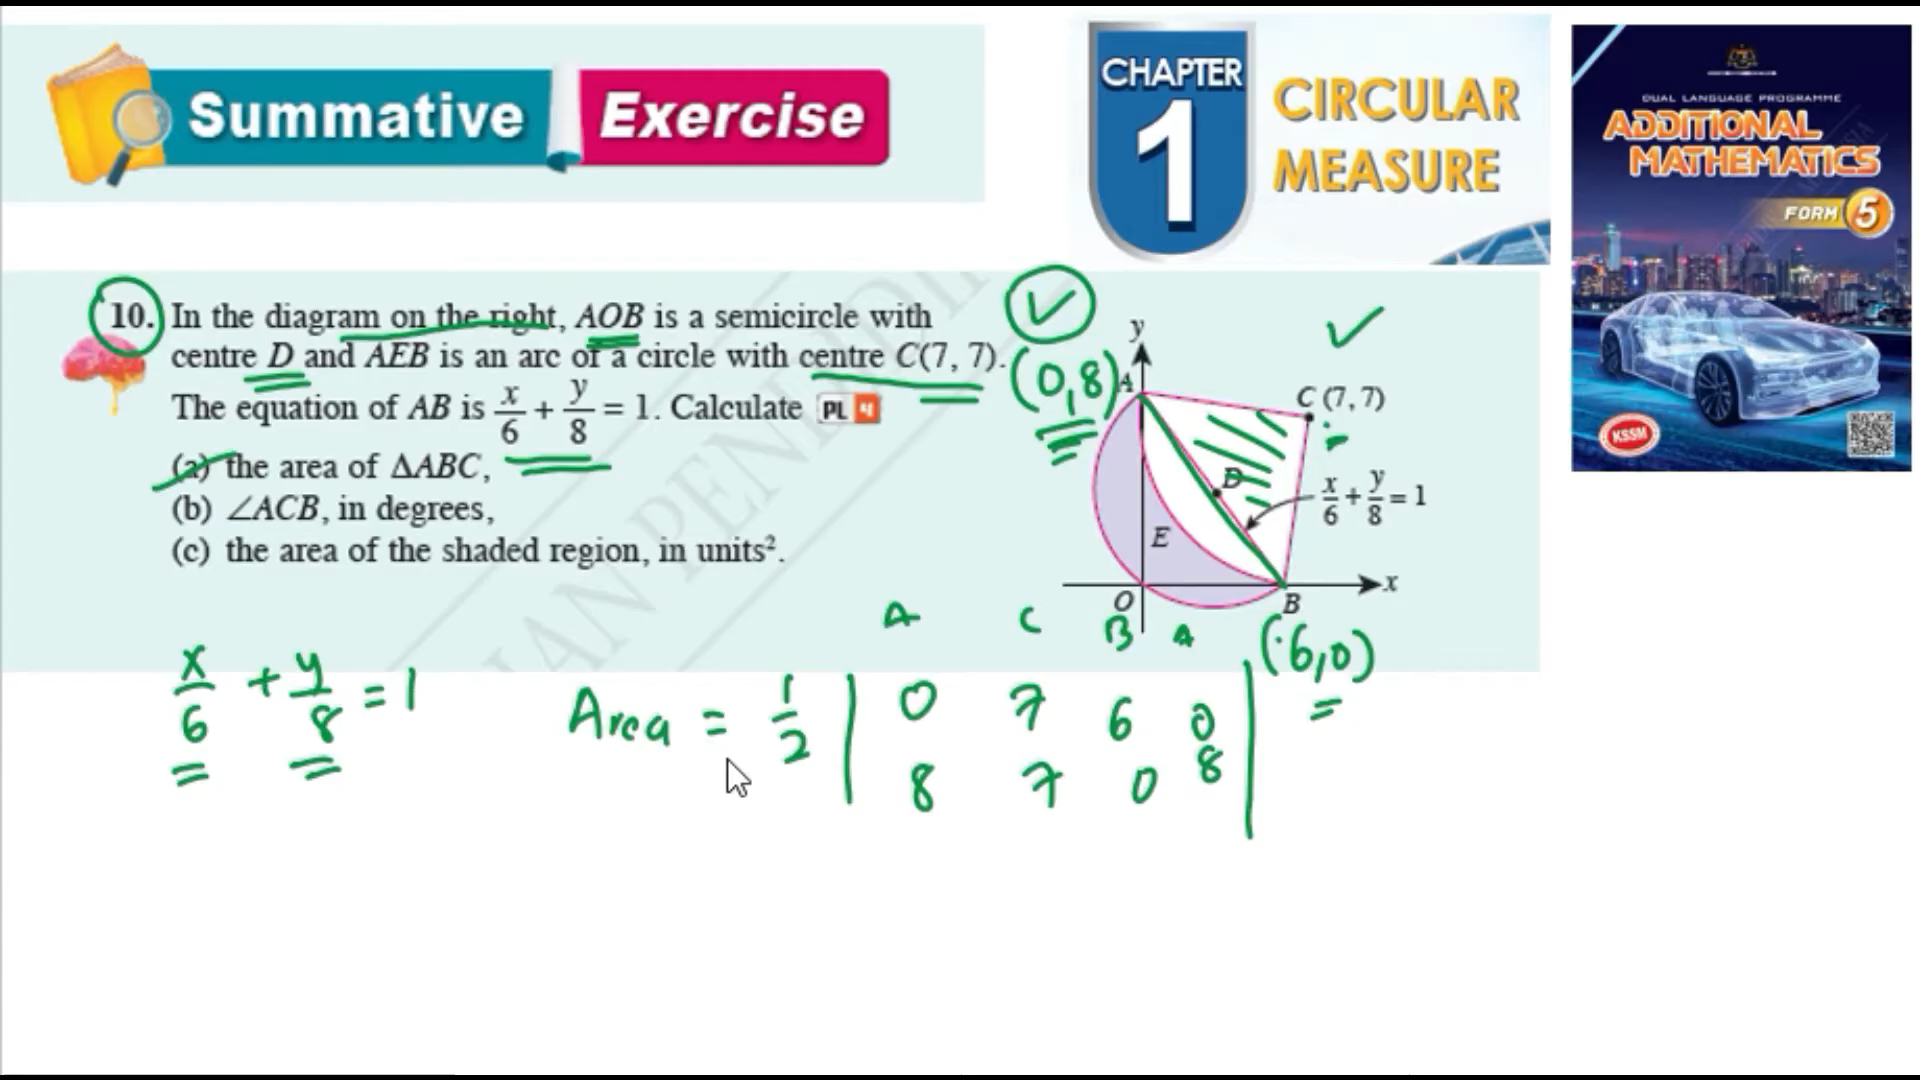 Summative Exercise
CHAPTER 1
CIRCULAR MEASURE
DUAL LANGUAGE PROGRAMME
ADDITIONAL
MATHEMATICS
FORM 5
KSSM
10. In the diagram on the right, AOB is a semicircle with
centre D and AEB is an arc of a circle with centre C(7, 7).
The equation of AB is x/6 + y/8 = 1. Calculate PL 4
(a) the area of ΔABC,
(b) ∠ACB, in degrees,
(c) the area of the shaded region, in units².
y
(0,8)
A
C (7, 7)
D
x/6 + y/8 = 1
E
O
B
x
(6,0)
A C B A
x/6 + y/8 = 1
Area = 1/2 | 0 7 6 0 |
8 7 0 8